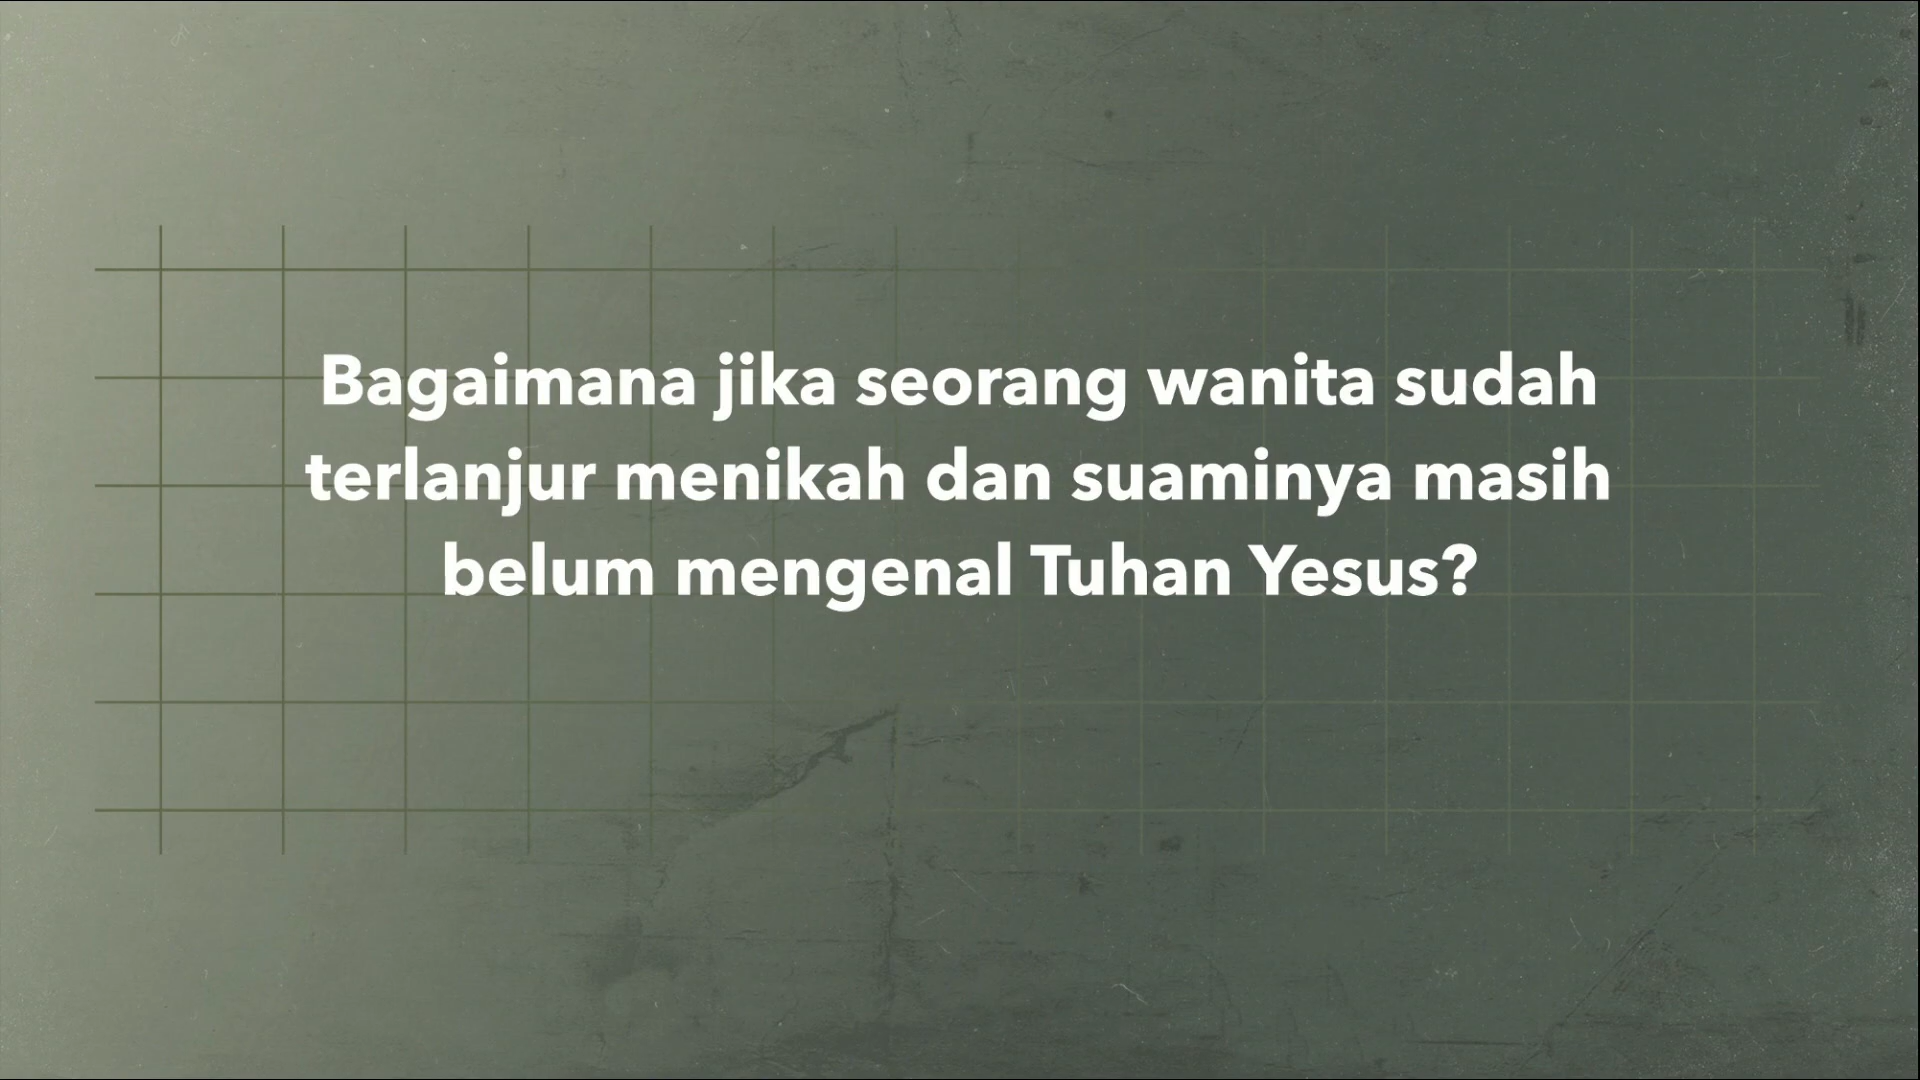 Bagaimana jika seorang wanita sudah
terlanjur menikah dan suaminya masih
belum mengenal Tuhan Yesus?